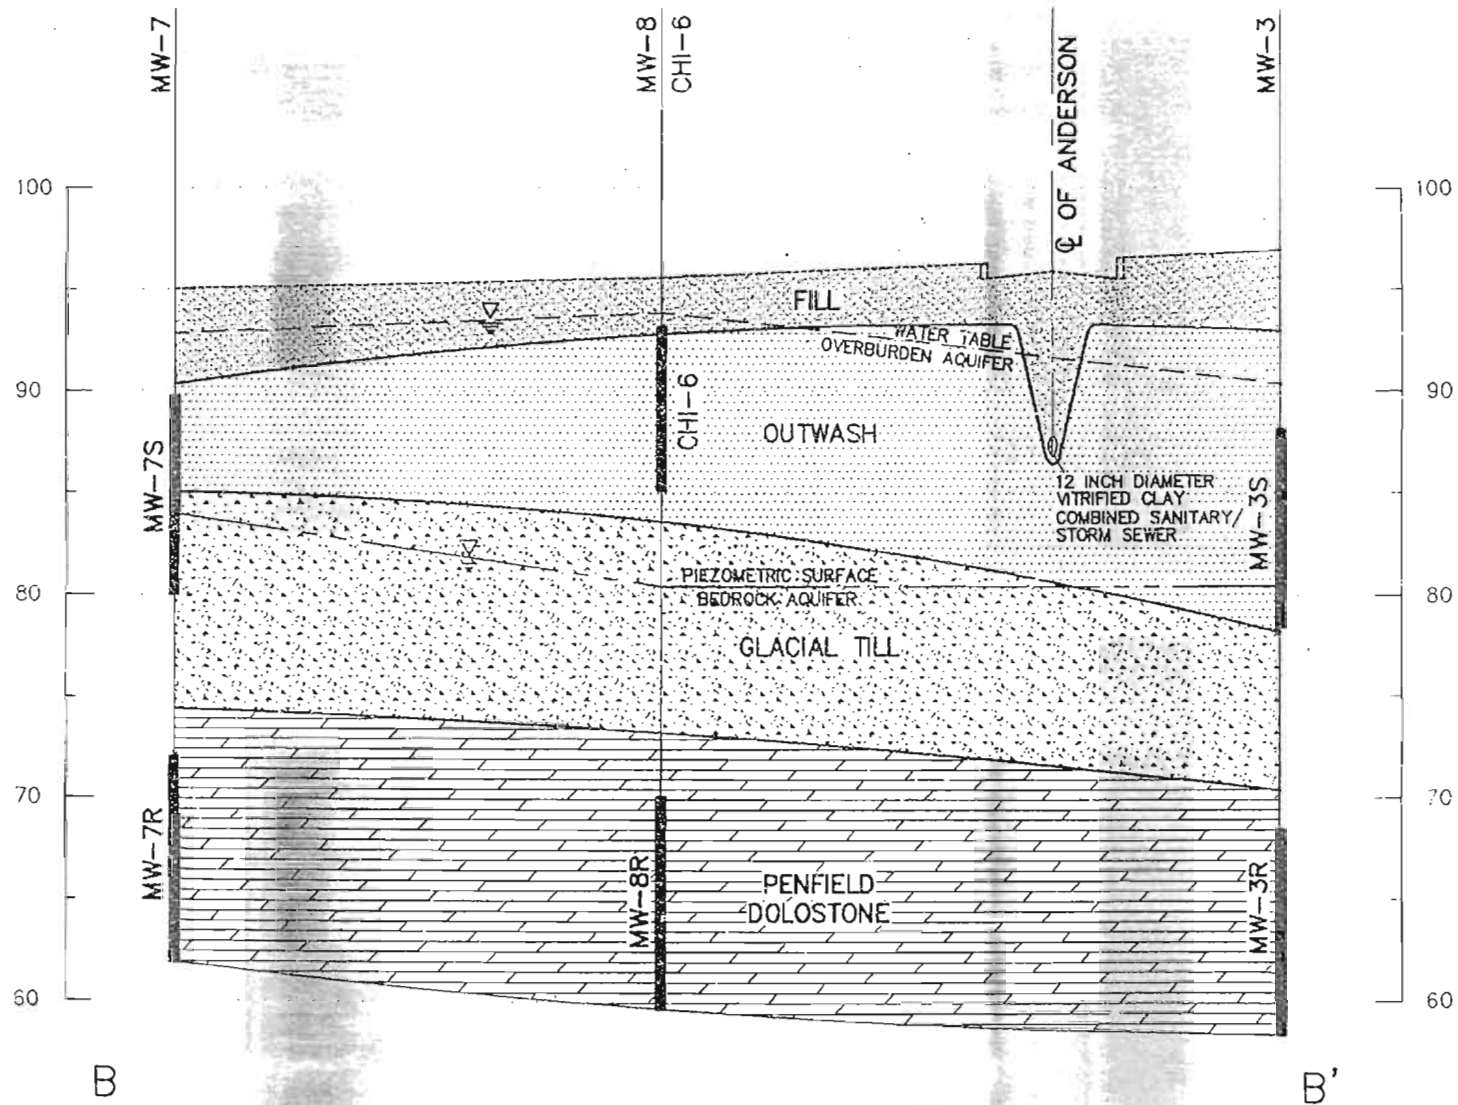 MW-7
MW-8
CHI-6
℄ OF ANDERSON
MW-3
100
100
FILL
WATER TABLE
OVERBURDEN AQUIFER
90
90
CHI-6
OUTWASH
MW-7S
12 INCH DIAMETER
VITRIFIED CLAY
COMBINED SANITARY/
STORM SEWER
MW-3S
PIEZOMETRIC SURFACE
BEDROCK AQUIFER
80
80
GLACIAL TILL
70
70
MW-7R
MW-8R
PENFIELD
DOLOSTONE
MW-3R
60
60
B
B'